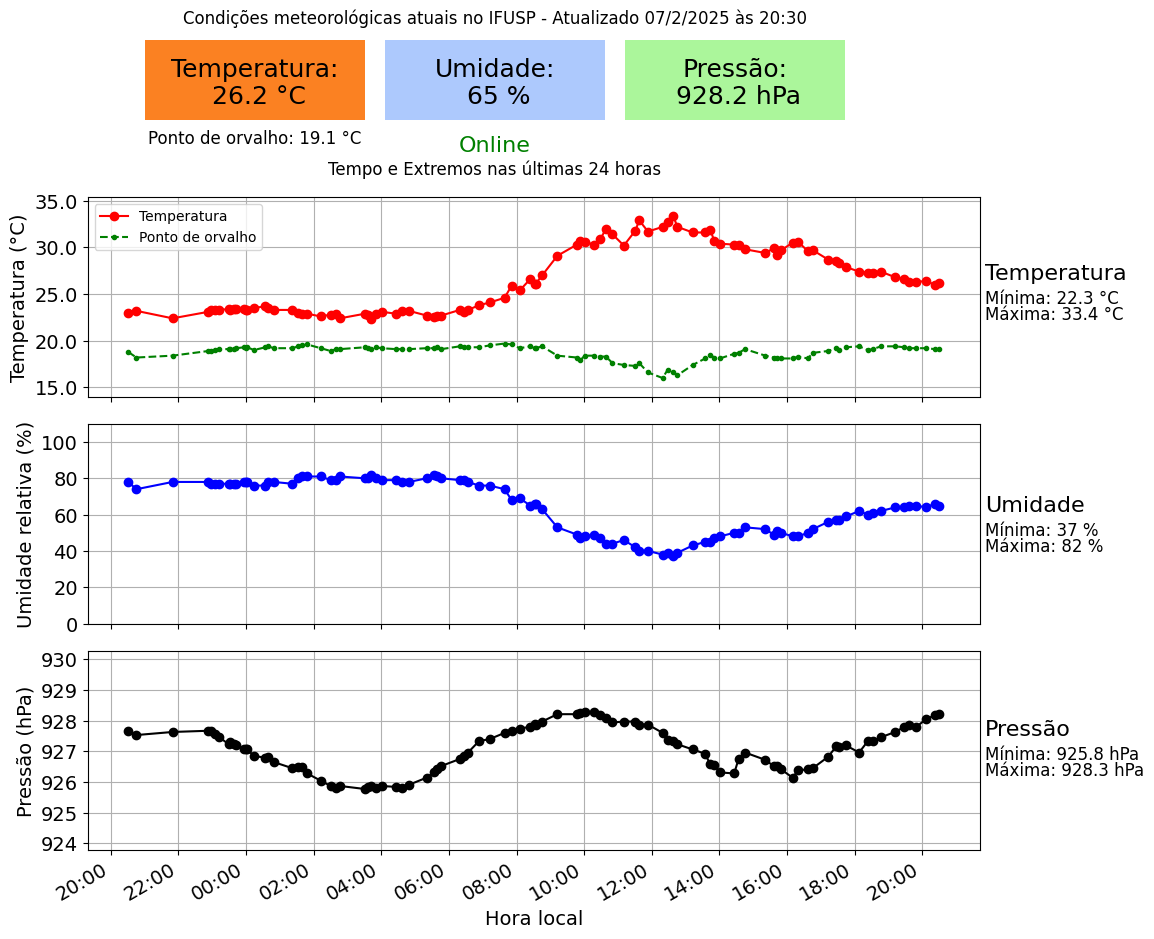 Condições meteorológicas atuais no IFUSP - Atualizado 07/2/2025 às 20:30
Temperatura:
26.2 °C
Umidade:
65 %
Pressão:
928.2 hPa
Ponto de orvalho: 19.1 °C
Online
Tempo e Extremos nas últimas 24 horas
Temperatura (°C)
35.0
30.0
25.0
20.0
15.0
Temperatura
Ponto de orvalho
Temperatura
Mínima: 22.3 °C
Máxima: 33.4 °C
Umidade relativa (%)
100
80
60
40
20
0
Umidade
Mínima: 37 %
Máxima: 82 %
Pressão (hPa)
930
929
928
927
926
925
924
Pressão
Mínima: 925.8 hPa
Máxima: 928.3 hPa
20:00 22:00 00:00 02:00 04:00 06:00 08:00 10:00 12:00 14:00 16:00 18:00 20:00
Hora local